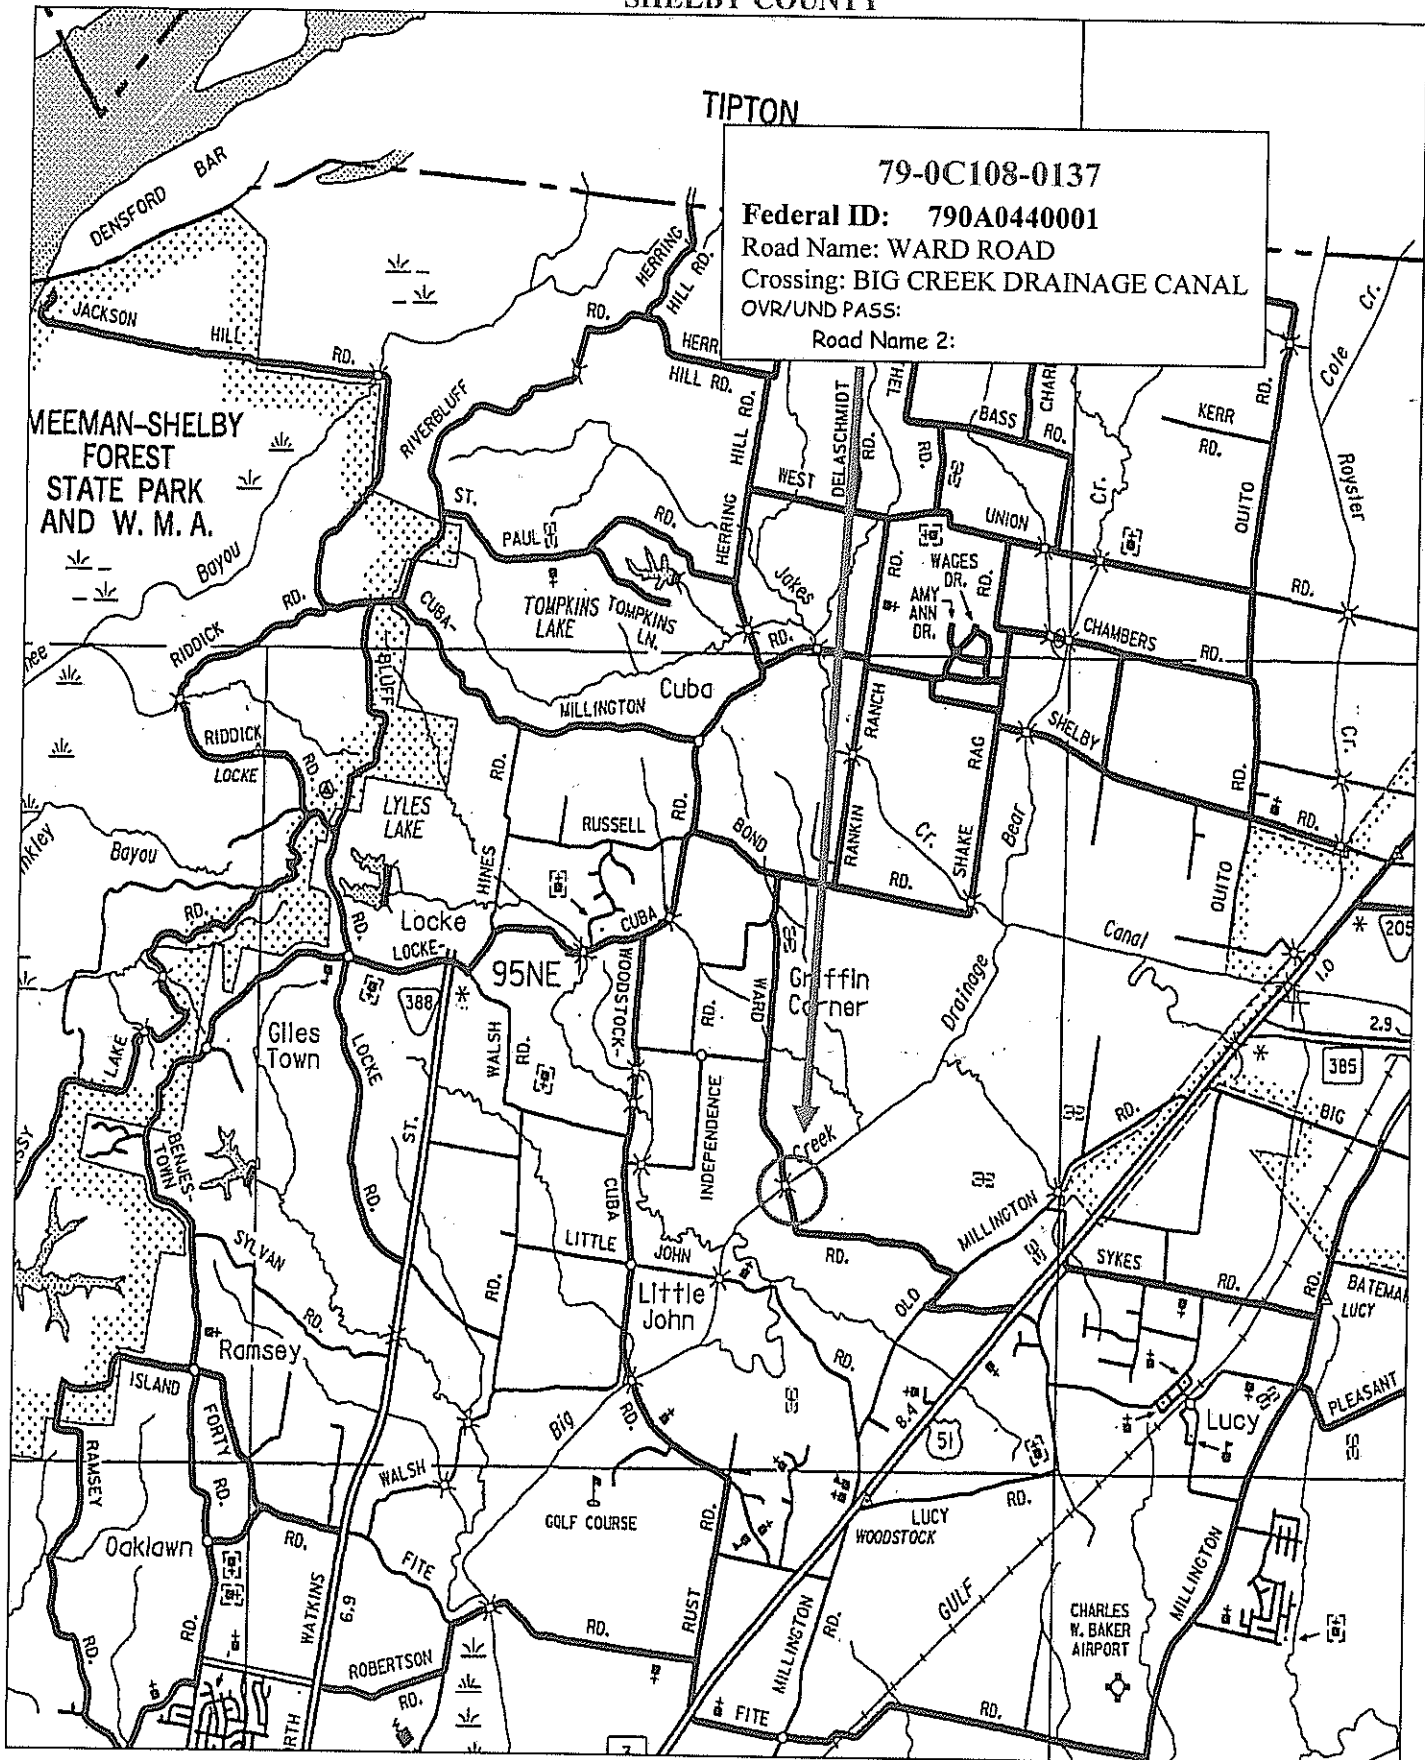 SHELBY COUNTY
TIPTON
79-0C108-0137
Federal ID: 790A0440001
Road Name: WARD ROAD
Crossing: BIG CREEK DRAINAGE CANAL
OVR/UND PASS:
Road Name 2:
DENSFORD BAR
JACKSON HILL RD.
HERRING HILL RD.
RD.
HERR
HILL RD.
RIVERBLUFF
MEEMAN-SHELBY
FOREST
STATE PARK
AND W. M. A.
Bayou
ST.
PAUL
RD.
HERRING
HILL RD.
WEST
DELASCHMIDT
RD.
HEL
RD.
BASS
RD.
CHAR
UNION
RD.
KERR
RD.
QUITO
RD.
Cole
Cr.
Royster
Cr.
Cr.
WAGES
DR.
AMY
ANN
DR.
RD.
CHAMBERS
RD.
Jakes
Cr.
TOMPKINS
LAKE
TOMPKINS
LN.
CUBA-
MILLINGTON
RD.
Cuba
RIDDICK
RD.
BLUFF
RD.
RIDDICK
RD.
LOCKE
LYLES
LAKE
HINES
RD.
RUSSELL
RD.
BOND
RD.
RANKIN
RANCH
RD.
SHAKE
RAG
RD.
SHELBY
RD.
Bear
QUITO
RD.
Bayou
RD.
Locke
LOCKE-
CUBA
95NE
388
205
1.0
2.9
385
BIG
Canal
Drainage
Creek
Griffin
Corner
WARD
RD.
WOODSTOCK-
CUBA
RD.
INDEPENDENCE
RD.
WALSH
RD.
Giles
Town
LOCKE
RD.
ST.
LAKE
BENJES-
TOWN
SYLVAN
RD.
LITTLE
JOHN
RD.
Little
John
OLD
MILLINGTON
RD.
SYKES
RD.
BATEMA
LUCY
RD.
PLEASANT
Lucy
Ramsey
ISLAND
FORTY
RD.
RAMSEY
RD.
Oaklawn
RD.
WALSH
FITE
RD.
Big
GOLF COURSE
8.4
51
LUCY
RD.
WOODSTOCK
RUST
RD.
MILLINGTON
RD.
GULF
CHARLES
W. BAKER
AIRPORT
MILLINGTON
WATKINS
6.9
ROBERTSON
RD.
RD.
FITE
RD.
ORTH
3